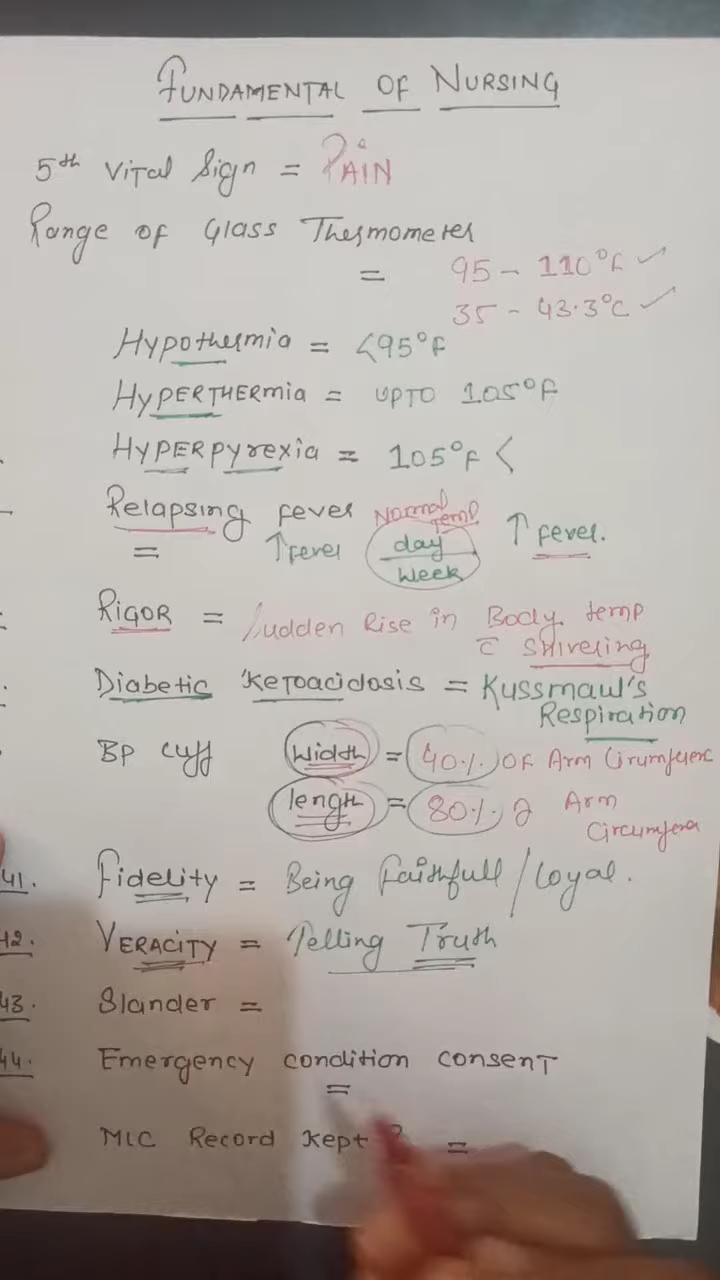 FUNDAMENTAL OF NURSING
5th Vital Sign = PAIN
Range of Glass Thermometer
= 95 - 110°F ✓
35 - 43.3°C ✓
Hypothermia = <95°F
HYPERTHERmia = UPTO 105°F
HYPERpyrexia = 105°F <
Relapsing fever Normal Temp
= ↑fever day ↑ fever.
week
RIGOR = Sudden Rise in Body temp
c̄ Shivering
Diabetic Ketoacidosis = Kussmaul's
RESPIRATION
BP cuff Width = 40% OF Arm
length = 80% Arm
41. Fidelity = Being Faithfull / Loyal.
42. VERACITY = Telling Truth
43. Slander =
44. Emergency condition consent
=
MLC Record kept ? =